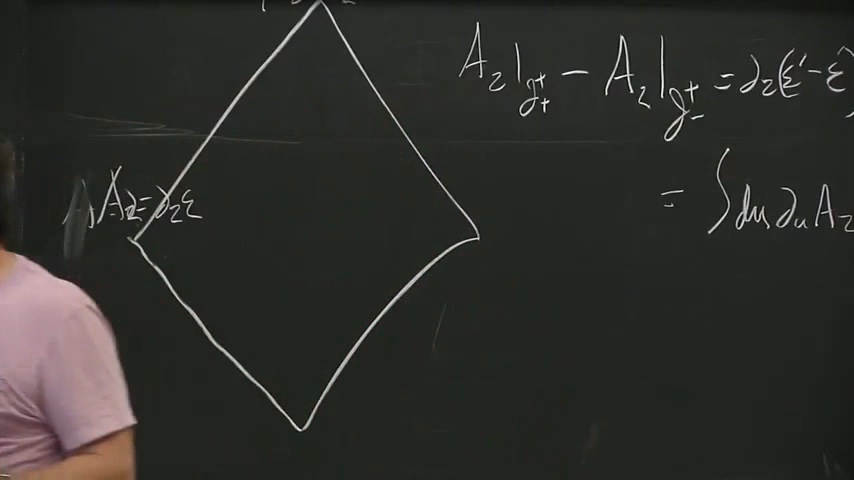 A_z|_{𝓘^+_+} − A_z|_{𝓘^+_-} = ∂_z(ε' − ε)
= ∫du ∂_u A_z
A_z = ∂_z ε